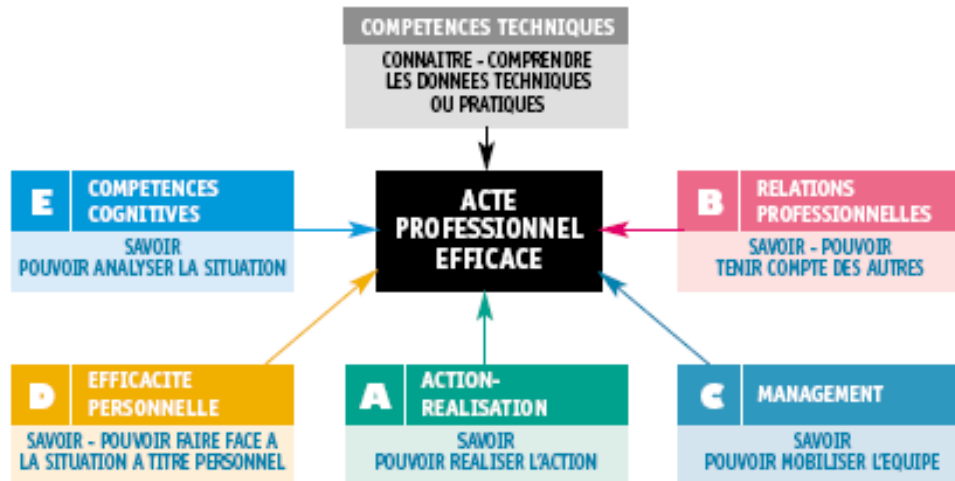 COMPETENCES TECHNIQUES
CONNAITRE - COMPRENDRE
LES DONNEES TECHNIQUES
OU PRATIQUES
E
COMPETENCES
COGNITIVES
SAVOIR
POUVOIR ANALYSER LA SITUATION
ACTE
PROFESSIONNEL
EFFICACE
B
RELATIONS
PROFESSIONNELLES
SAVOIR - POUVOIR
TENIR COMPTE DES AUTRES
D
EFFICACITE
PERSONNELLE
SAVOIR - POUVOIR FAIRE FACE A
LA SITUATION A TITRE PERSONNEL
A
ACTION-
REALISATION
SAVOIR
POUVOIR REALISER L'ACTION
C
MANAGEMENT
SAVOIR
POUVOIR MOBILISER L'EQUIPE